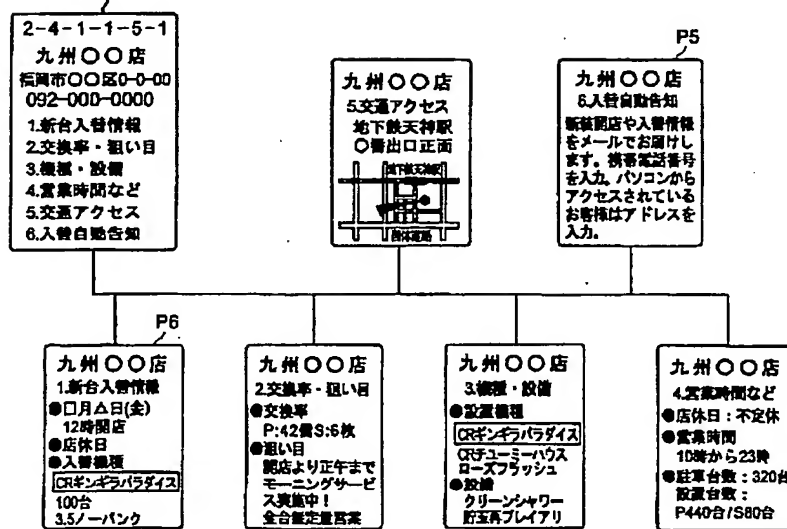 2-4-1-1-5-1
九州〇〇店
福岡市〇〇区0-0-00
092-000-0000
1.新台入替情報
2.交換率・狙い目
3.機種・設備
4.営業時間など
5.交通アクセス
6.入替自動告知
九州〇〇店
5.交通アクセス
地下鉄天神駅
〇番出口正面
地下鉄天神駅
P5
九州〇〇店
6.入替自動告知
新装開店や入替情報
をメールでお届けし
ます。携帯電話番号
を入力。パソコンから
アクセスされている
お客様はアドレスを
入力。
P6
九州〇〇店
1.新台入替情報
●口月△日(金)
12時開店
●店休日
●入替機種
CRギンギラパラダイス
100台
3.5ノーパンク
九州〇〇店
2.交換率・狙い目
●交換率
P:42個S:6枚
●狙い目
開店より正午まで
モーニングサービ
ス実施中!
全台定量営業
九州〇〇店
3.機種・設備
●設置機種
CRギンギラパラダイス
CRチューミーハウス
ローズフラッシュ
●設備
クリーンシャワー
貯玉再プレイアリ
九州〇〇店
4.営業時間など
●店休日:不定休
●営業時間
10時から23時
●駐車台数:320台
設置台数:
P440台/S80台